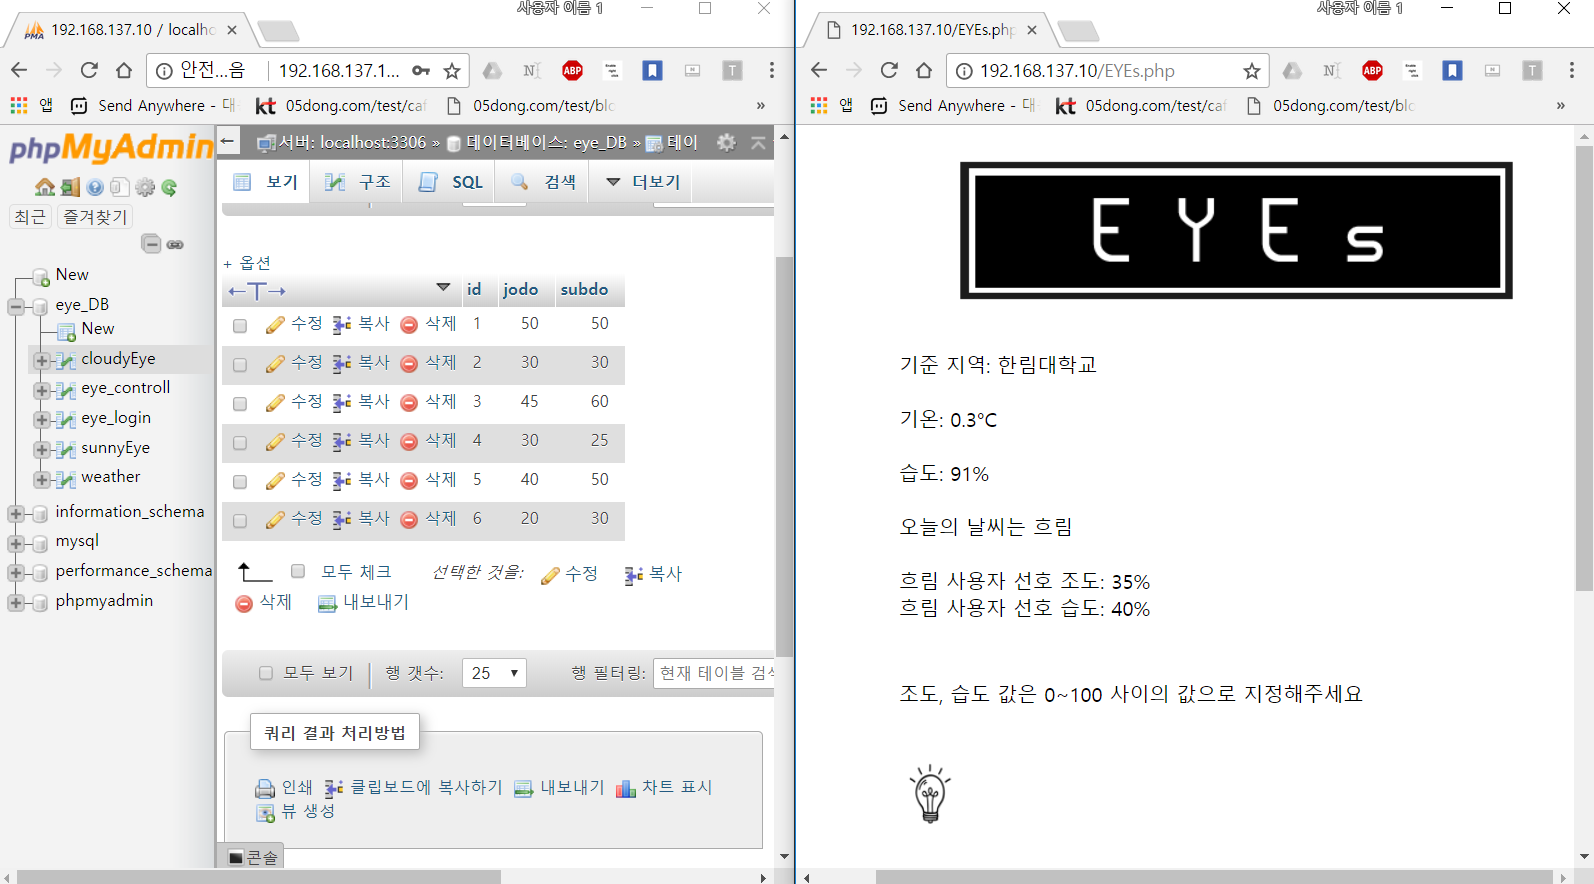 사용자 이름 1
192.168.137.10 / localho
안전...음 192.168.137.1...
앱 Send Anywhere - 대 05dong.com/test/caf 05dong.com/test/blo »
phpMyAdmin
최근 즐겨찾기
New
eye_DB
New
cloudyEye
eye_controll
eye_login
sunnyEye
weather
information_schema
mysql
performance_schema
phpmyadmin
서버: localhost:3306 » 데이터베이스: eye_DB » 테이
보기 구조 SQL 검색 더보기
+ 옵션
id jodo subdo
수정 복사 삭제 1 50 50
수정 복사 삭제 2 30 30
수정 복사 삭제 3 45 60
수정 복사 삭제 4 30 25
수정 복사 삭제 5 40 50
수정 복사 삭제 6 20 30
모두 체크 선택한 것을: 수정 복사
삭제 내보내기
모두 보기 행 갯수: 25 행 필터링: 현재 테이블 검색
쿼리 결과 처리방법
인쇄 클립보드에 복사하기 내보내기 차트 표시
뷰 생성
콘솔
사용자 이름 1
192.168.137.10/EYEs.php
192.168.137.10/EYEs.php
앱 Send Anywhere - 대 kt 05dong.com/test/caf 05dong.com/test/blo »
EYEs
기준 지역: 한림대학교
기온: 0.3℃
습도: 91%
오늘의 날씨는 흐림
흐림 사용자 선호 조도: 35%
흐림 사용자 선호 습도: 40%
조도, 습도 값은 0~100 사이의 값으로 지정해주세요